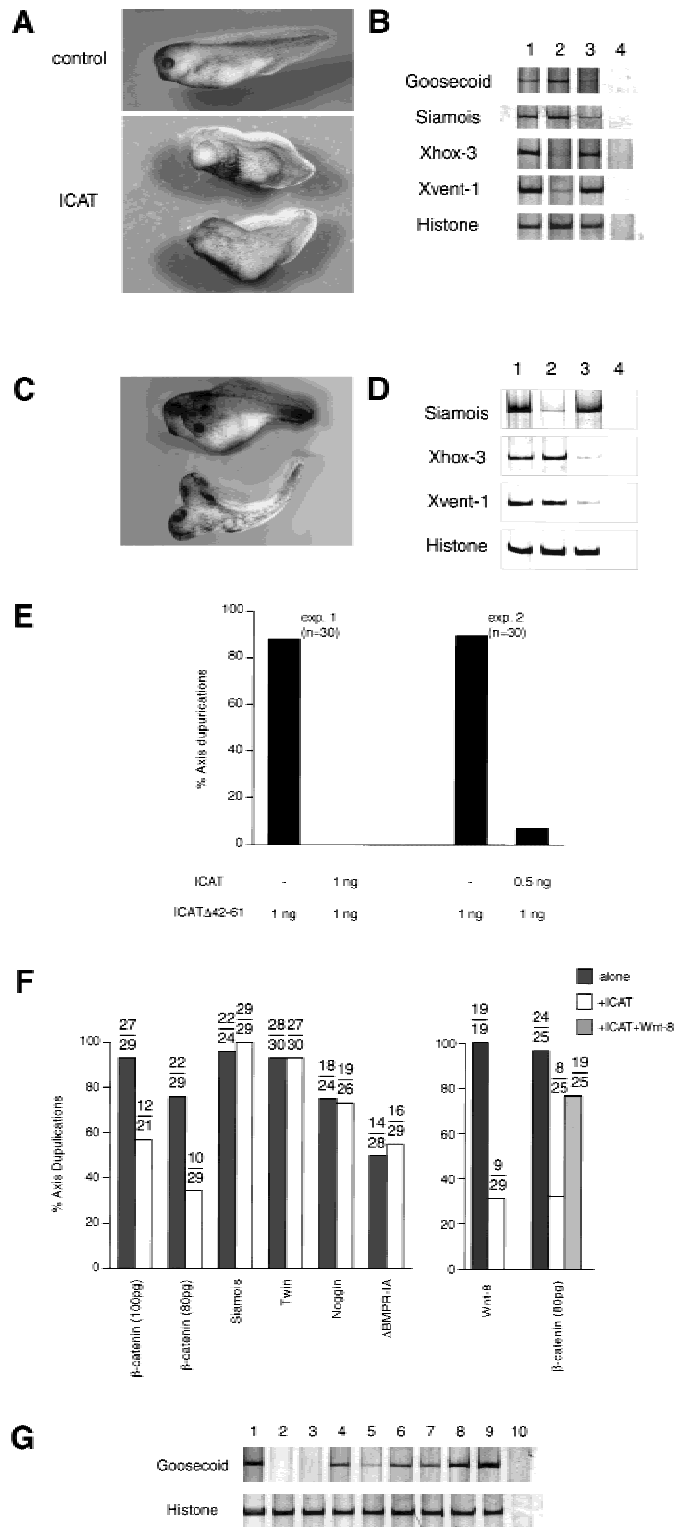 A
control
ICAT
B
1 2 3 4
Goosecoid
Siamois
Xhox-3
Xvent-1
Histone
C
D
1 2 3 4
Siamois
Xhox-3
Xvent-1
Histone
E
% Axis dupurications
100
80
60
40
20
0
exp. 1
(n=30)
exp. 2
(n=30)
ICAT - 1 ng - 0.5 ng
ICATΔ42-61 1 ng 1 ng 1 ng 1 ng
F
alone
+ICAT
+ICAT+Wnt-8
% Axis Dupulications
100
80
60
40
20
0
27/29
12/21
22/29
10/29
22/24
29/29
28/30
27/30
18/24
19/26
14/28
16/29
β-catenin (100pg)
β-catenin (80pg)
Siamois
Twin
Noggin
ΔBMPR-IA
100
80
60
40
20
0
19/19
9/29
24/25
8/25
19/25
Wnt-8
β-catenin (80pg)
G
1 2 3 4 5 6 7 8 9 10
Goosecoid
Histone